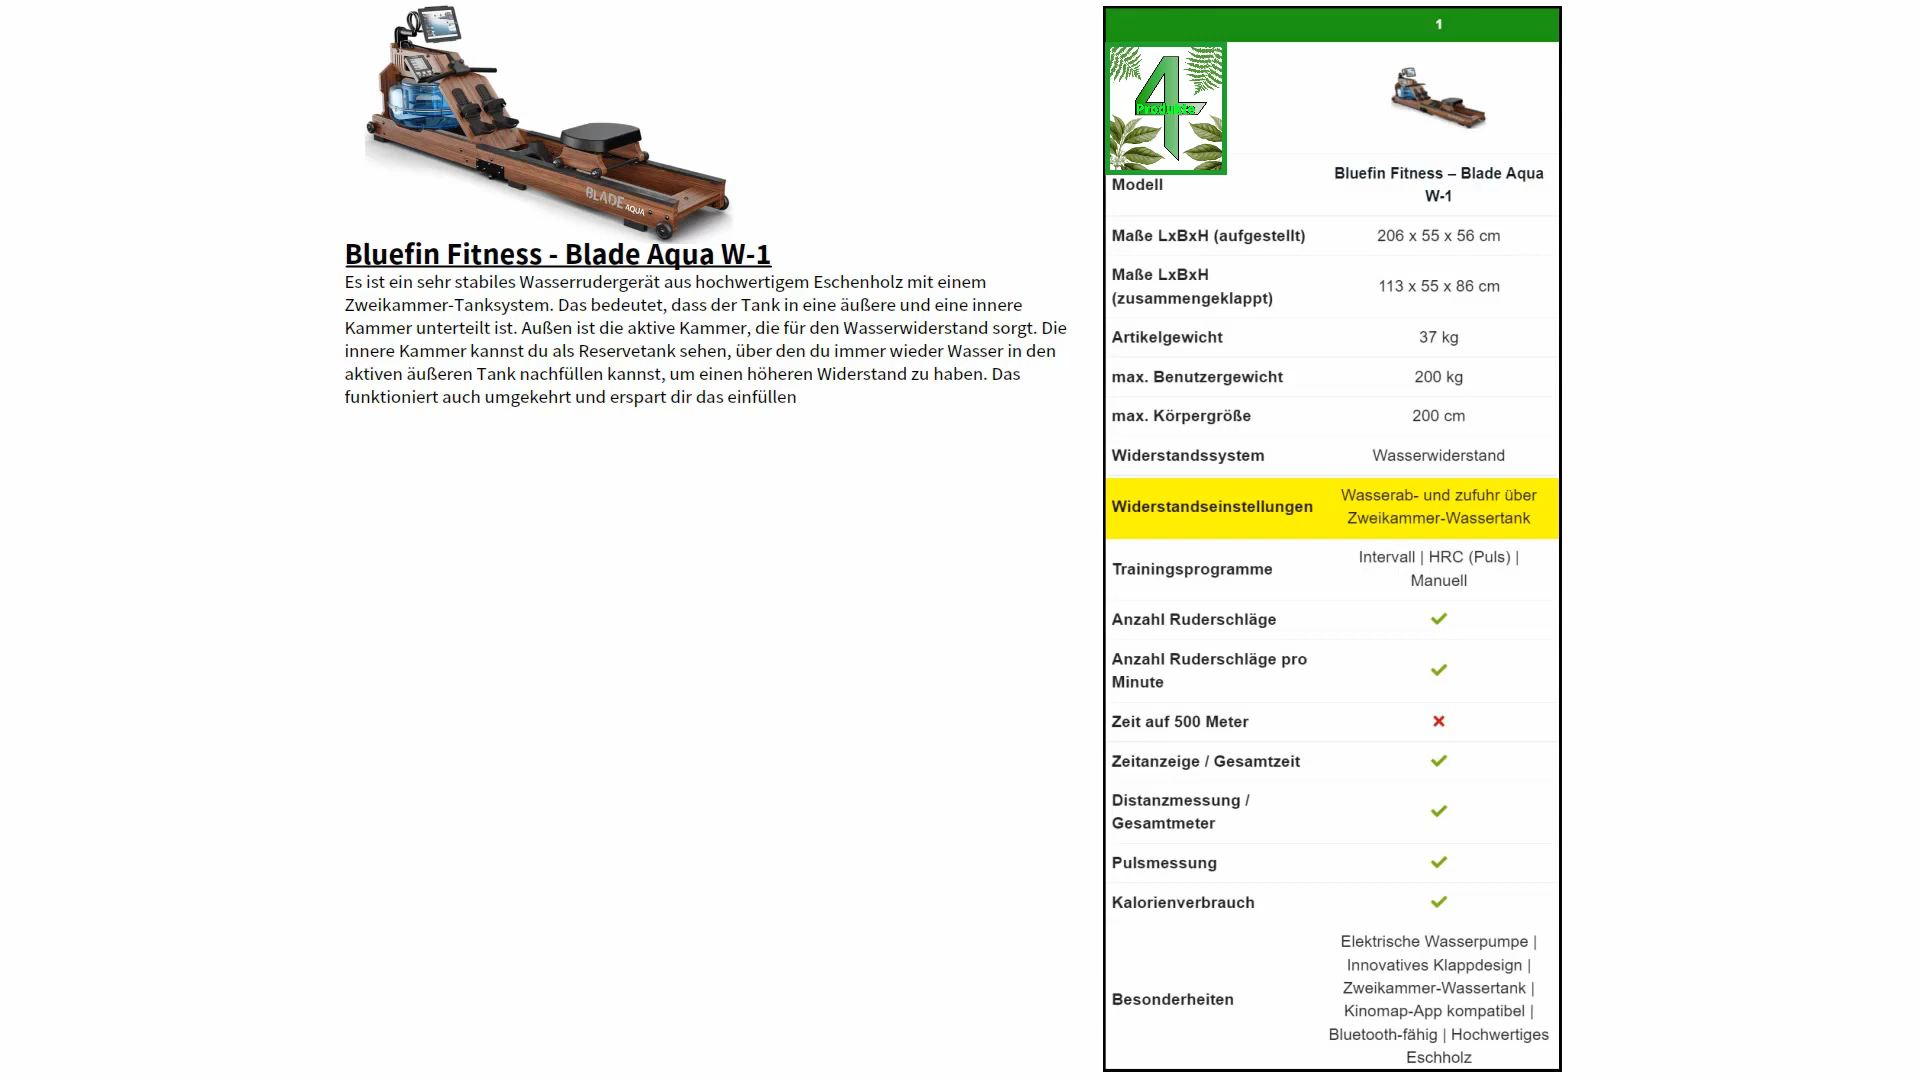 BLADE AQUA
Bluefin Fitness - Blade Aqua W-1
Es ist ein sehr stabiles Wasserrudergerät aus hochwertigem Eschenholz mit einem
Zweikammer-Tanksystem. Das bedeutet, dass der Tank in eine äußere und eine innere
Kammer unterteilt ist. Außen ist die aktive Kammer, die für den Wasserwiderstand sorgt. Die
innere Kammer kannst du als Reservetank sehen, über den du immer wieder Wasser in den
aktiven äußeren Tank nachfüllen kannst, um einen höheren Widerstand zu haben. Das
funktioniert auch umgekehrt und erspart dir das einfüllen
1
4
Produkte
Modell
Bluefin Fitness – Blade Aqua
W-1
Maße LxBxH (aufgestellt)
206 x 55 x 56 cm
Maße LxBxH
(zusammengeklappt)
113 x 55 x 86 cm
Artikelgewicht
37 kg
max. Benutzergewicht
200 kg
max. Körpergröße
200 cm
Widerstandssystem
Wasserwiderstand
Widerstandseinstellungen
Wasserab- und zufuhr über
Zweikammer-Wassertank
Trainingsprogramme
Intervall | HRC (Puls) |
Manuell
Anzahl Ruderschläge
Anzahl Ruderschläge pro
Minute
Zeit auf 500 Meter
Zeitanzeige / Gesamtzeit
Distanzmessung /
Gesamtmeter
Pulsmessung
Kalorienverbrauch
Besonderheiten
Elektrische Wasserpumpe |
Innovatives Klappdesign |
Zweikammer-Wassertank |
Kinomap-App kompatibel |
Bluetooth-fähig | Hochwertiges
Eschholz